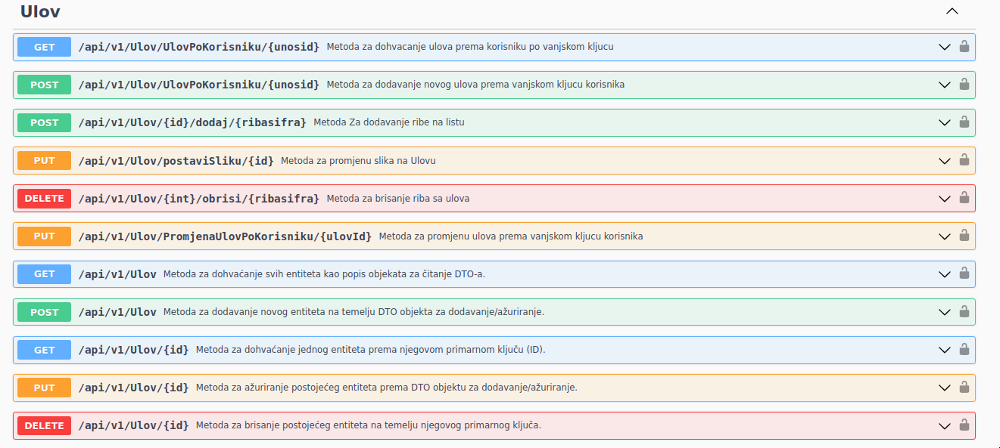 Ulov
GET /api/v1/Ulov/UlovPoKorisniku/{unosid} Metoda za dohvacanje ulova prema korisniku po vanjskom kljucu
POST /api/v1/Ulov/UlovPoKorisniku/{unosid} Metoda za dodavanje novog ulova prema vanjskom kljucu korisnika
POST /api/v1/Ulov/{id}/dodaj/{ribasifra} Metoda Za dodavanje ribe na listu
PUT /api/v1/Ulov/postaviSliku/{id} Metoda za promjenu slika na Ulovu
DELETE /api/v1/Ulov/{int}/obrisi/{ribasifra} Metoda za brisanje riba sa ulova
PUT /api/v1/Ulov/PromjenaUlovPoKorisniku/{ulovId} Metoda za promjenu ulova prema vanjskom kljucu korisnika
GET /api/v1/Ulov Metoda za dohvaćanje svih entiteta kao popis objekata za čitanje DTO-a.
POST /api/v1/Ulov Metoda za dodavanje novog entiteta na temelju DTO objekta za dodavanje/ažuriranje.
GET /api/v1/Ulov/{id} Metoda za dohvaćanje jednog entiteta prema njegovom primarnom ključu (ID).
PUT /api/v1/Ulov/{id} Metoda za ažuriranje postojećeg entiteta prema DTO objektu za dodavanje/ažuriranje.
DELETE /api/v1/Ulov/{id} Metoda za brisanje postojećeg entiteta na temelju njegovog primarnog ključa.